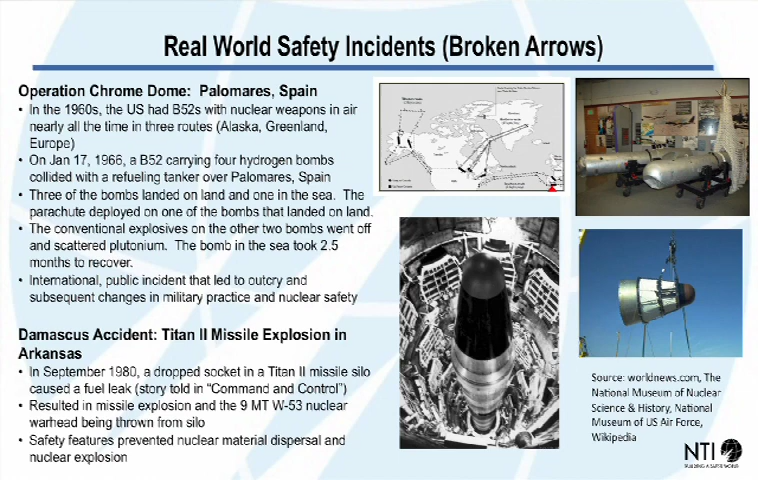 Real World Safety Incidents (Broken Arrows)
Operation Chrome Dome: Palomares, Spain
• In the 1960s, the US had B52s with nuclear weapons in air
nearly all the time in three routes (Alaska, Greenland,
Europe)
• On Jan 17, 1966, a B52 carrying four hydrogen bombs
collided with a refueling tanker over Palomares, Spain
• Three of the bombs landed on land and one in the sea. The
parachute deployed on one of the bombs that landed on land.
• The conventional explosives on the other two bombs went off
and scattered plutonium. The bomb in the sea took 2.5
months to recover.
• International, public incident that led to outcry and
subsequent changes in military practice and nuclear safety
Damascus Accident: Titan II Missile Explosion in
Arkansas
• In September 1980, a dropped socket in a Titan II missile silo
caused a fuel leak (story told in “Command and Control”)
• Resulted in missile explosion and the 9 MT W-53 nuclear
warhead being thrown from silo
• Safety features prevented nuclear material dispersal and
nuclear explosion
Source: worldnews.com, The
National Museum of Nuclear
Science & History, National
Museum of US Air Force,
Wikipedia
NTI
BUILDING A SAFER WORLD